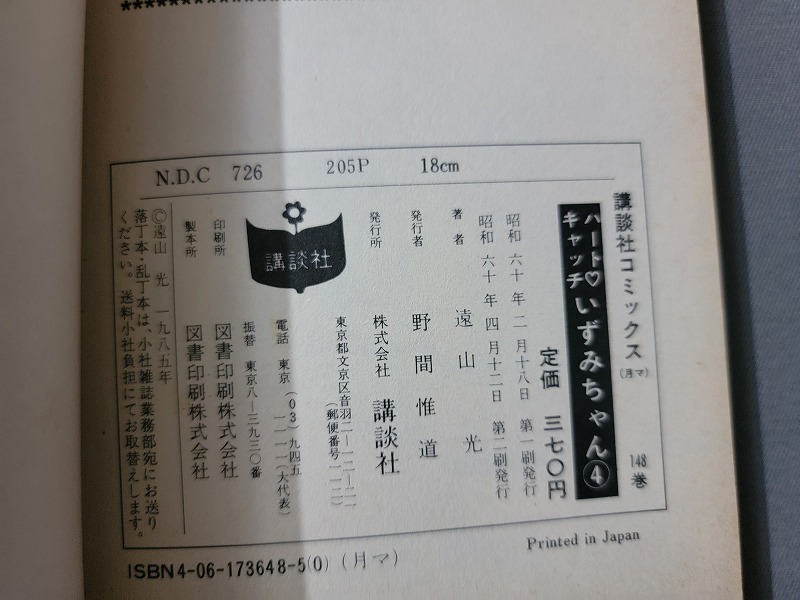 ********************
N.D.C 726 205P 18cm
講談社コミックス(月マ) 148巻
ハート♡キャッチいずみちゃん④
定価 三七〇円
昭和六十年二月十八日 第一刷発行
昭和六十年四月十二日 第二刷発行
著者 遠山 光
発行者 野間惟道
発行所 株式会社 講談社
東京都文京区音羽二—一二—二一
(郵便番号一一二)
電話 東京(03)九四五
一一一一(大代表)
振替 東京八—三九三〇番
講談社
印刷所 図書印刷株式会社
製本所 図書印刷株式会社
©遠山 光 一九八五年
落丁本・乱丁本は、小社雑誌業務部宛にお送り
ください。送料小社負担にてお取替えします。
ISBN4-06-173648-5(0) (月マ)
Printed in Japan